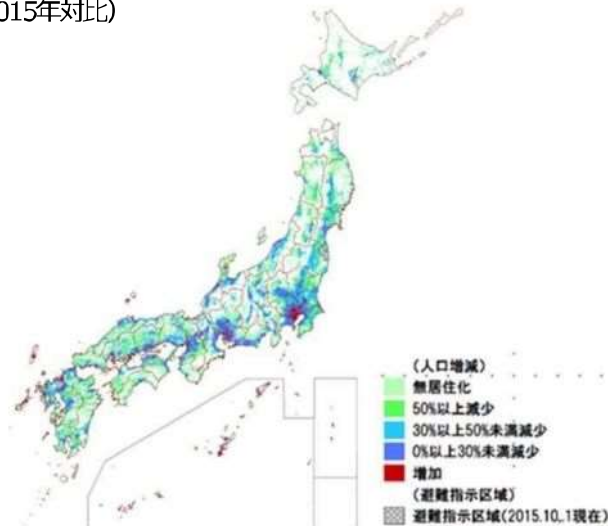 015年対比)
(人口増減)
無居住化
50%以上減少
30%以上50%未満減少
0%以上30%未満減少
増加
(避難指示区域)
避難指示区域(2015.10.1現在)